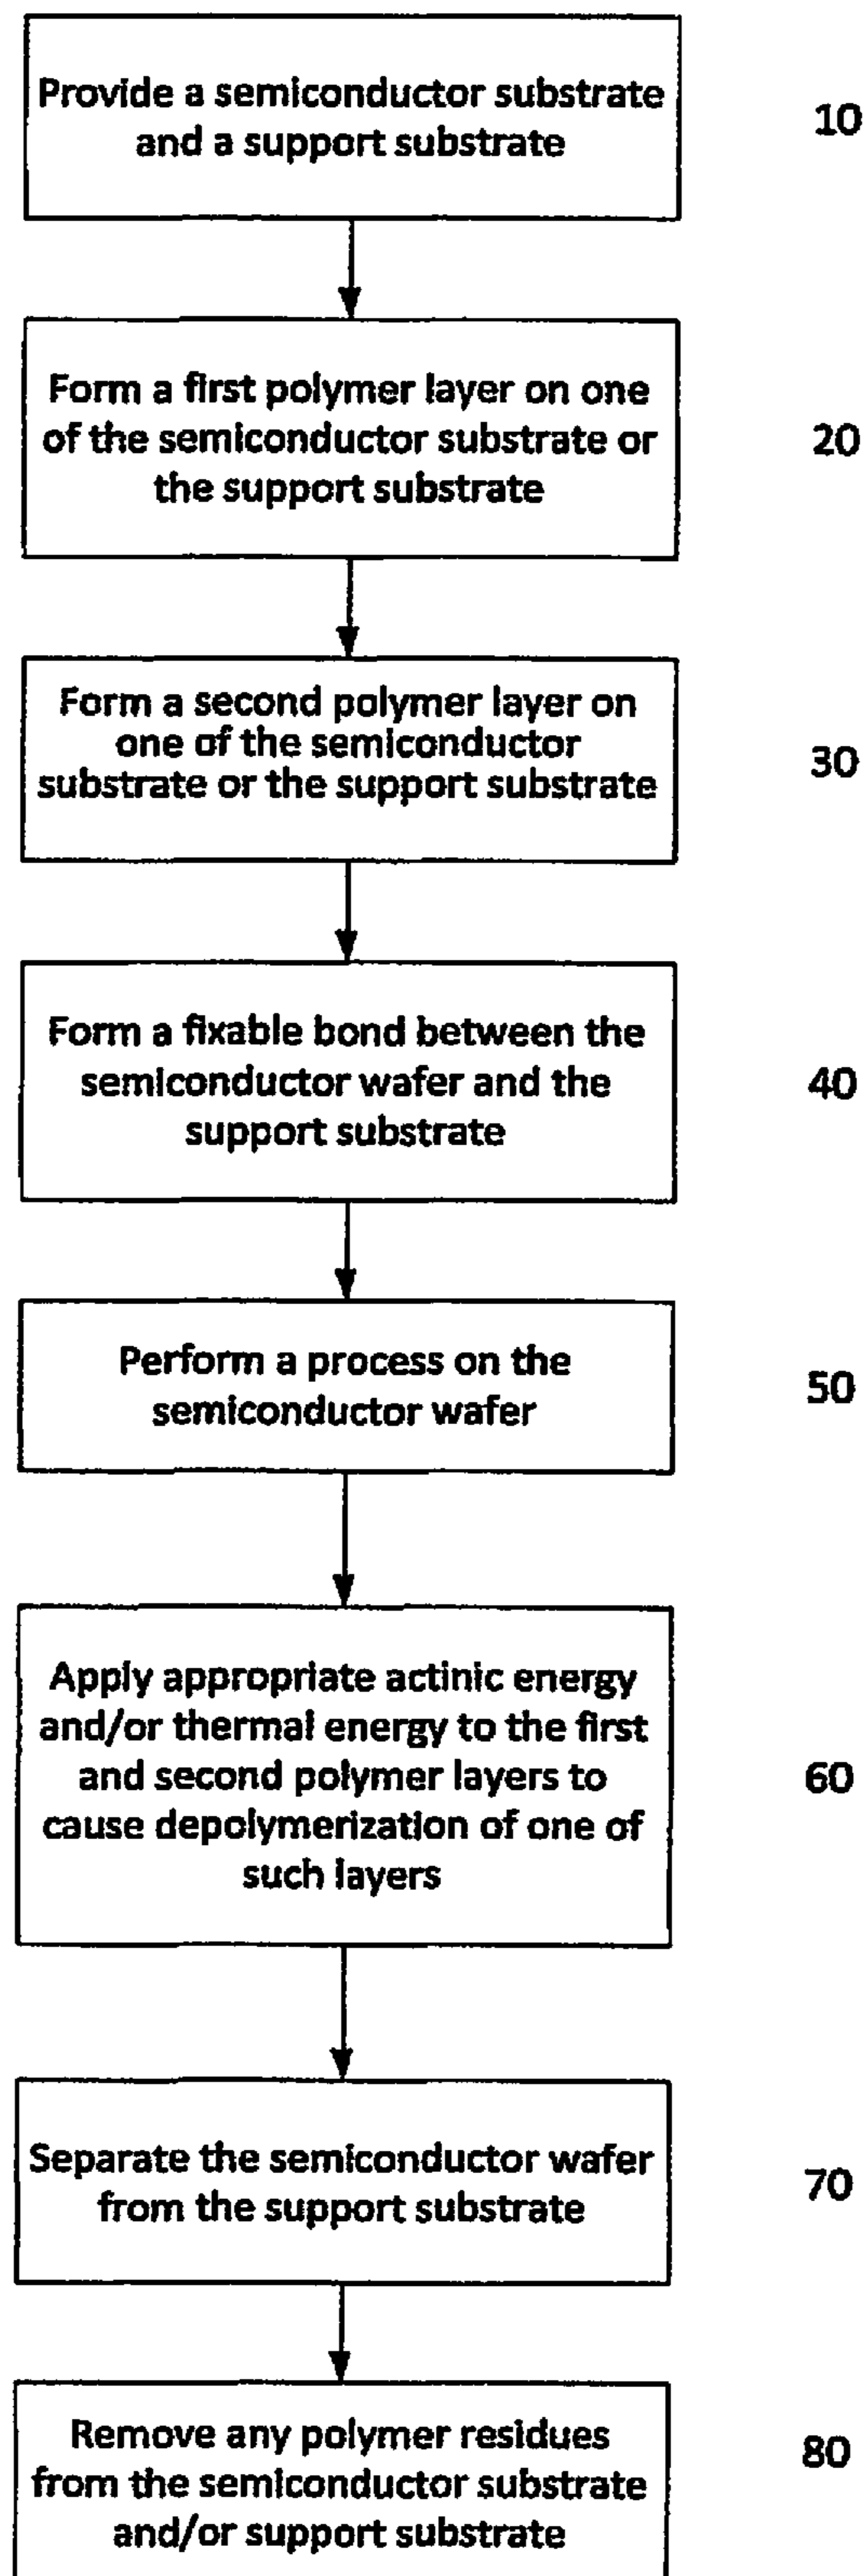 Provide a semiconductor substrate
and a support substrate
10
Form a first polymer layer on one
of the semiconductor substrate or
the support substrate
20
Form a second polymer layer on
one of the semiconductor
substrate or the support substrate
30
Form a fixable bond between the
semiconductor wafer and the
support substrate
40
Perform a process on the
semiconductor wafer
50
Apply appropriate actinic energy
and/or thermal energy to the first
and second polymer layers to
cause depolymerization of one of
such layers
60
Separate the semiconductor wafer
from the support substrate
70
Remove any polymer residues
from the semiconductor substrate
and/or support substrate
80